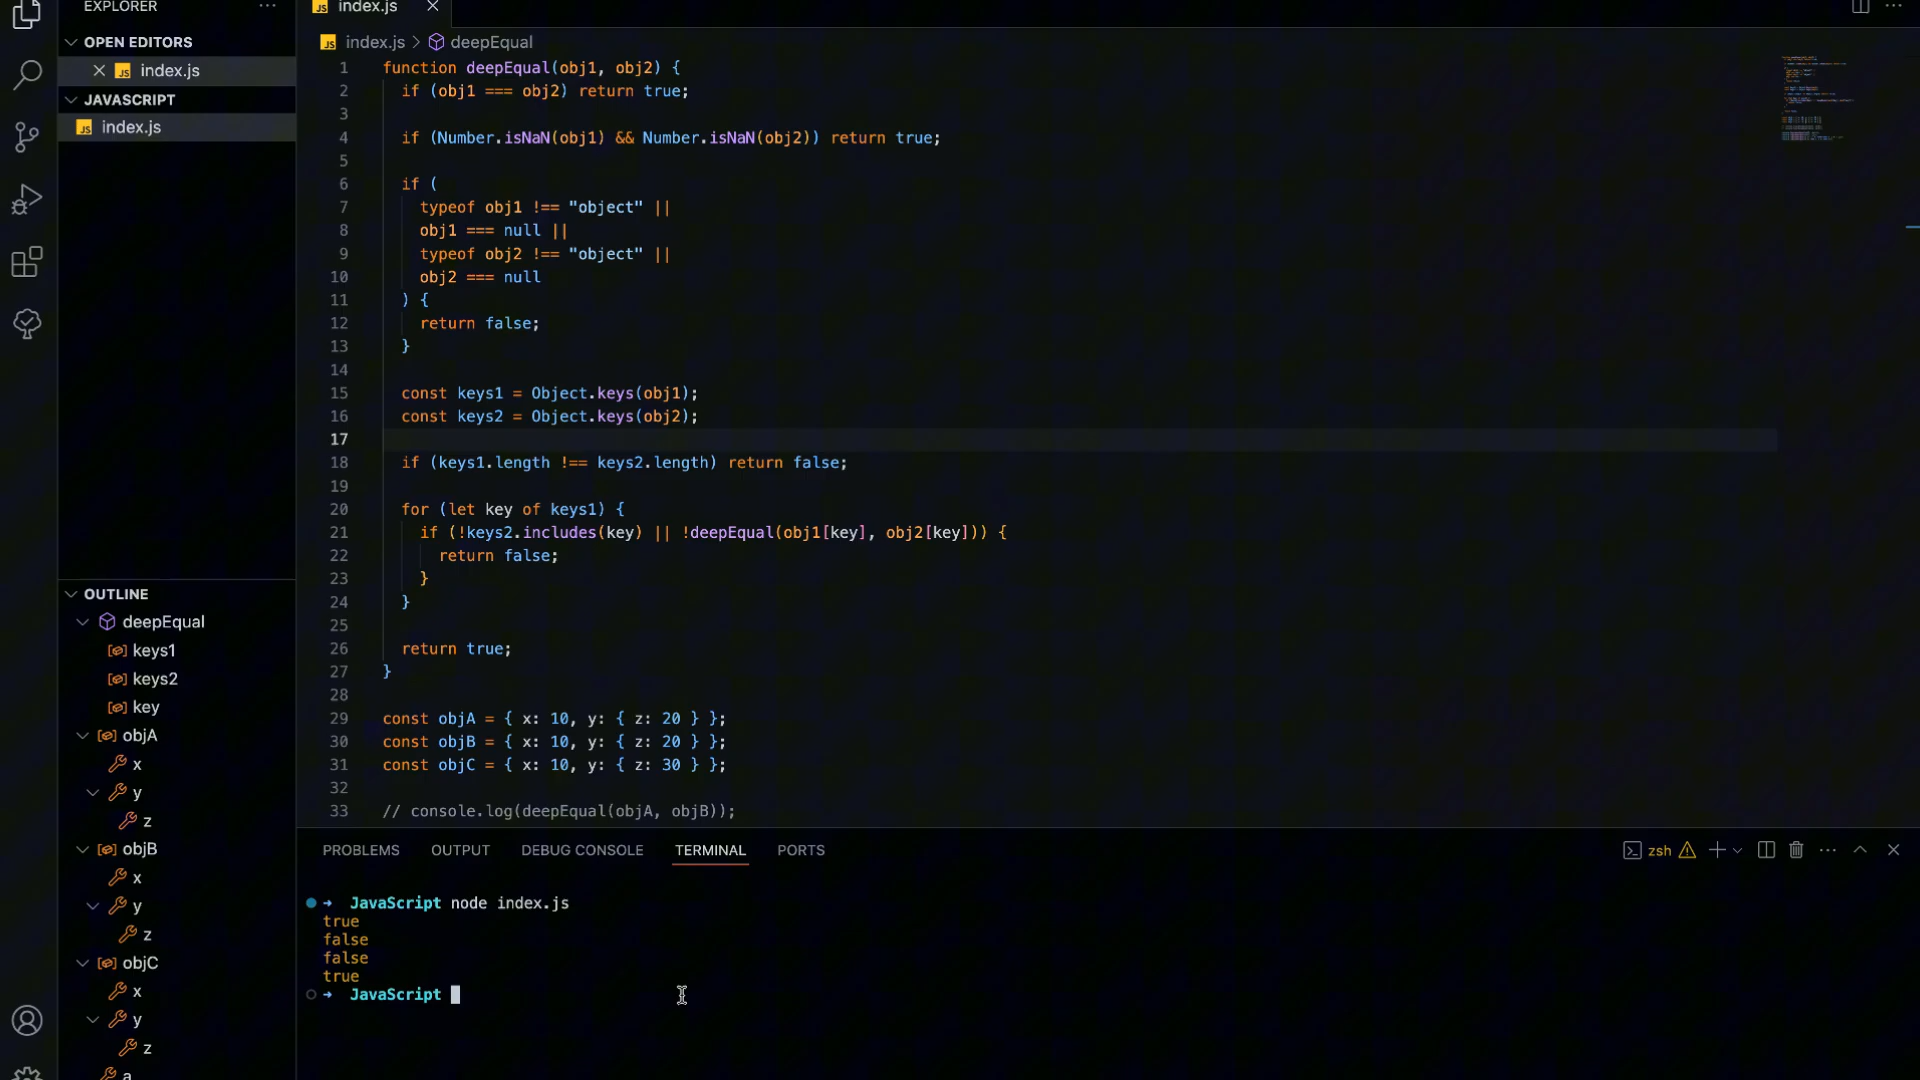 EXPLORER
OPEN EDITORS
index.js
JAVASCRIPT
index.js
OUTLINE
deepEqual
keys1
keys2
key
objA
x
y
z
objB
x
y
z
objC
x
y
z
a
index.js
index.js > deepEqual
1 function deepEqual(obj1, obj2) {
2 if (obj1 === obj2) return true;
3
4 if (Number.isNaN(obj1) && Number.isNaN(obj2)) return true;
5
6 if (
7 typeof obj1 !== "object" ||
8 obj1 === null ||
9 typeof obj2 !== "object" ||
10 obj2 === null
11 ) {
12 return false;
13 }
14
15 const keys1 = Object.keys(obj1);
16 const keys2 = Object.keys(obj2);
17
18 if (keys1.length !== keys2.length) return false;
19
20 for (let key of keys1) {
21 if (!keys2.includes(key) || !deepEqual(obj1[key], obj2[key])) {
22 return false;
23 }
24 }
25
26 return true;
27 }
28
29 const objA = { x: 10, y: { z: 20 } };
30 const objB = { x: 10, y: { z: 20 } };
31 const objC = { x: 10, y: { z: 30 } };
32
33 // console.log(deepEqual(objA, objB));
PROBLEMS OUTPUT DEBUG CONSOLE TERMINAL PORTS
zsh
JavaScript node index.js
true
false
false
true
JavaScript